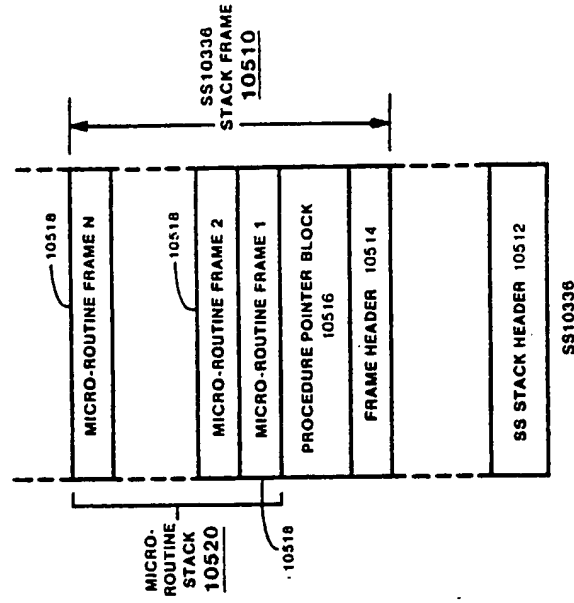 SS10336
STACK FRAME
10510
10518
MICRO-ROUTINE FRAME N
10518
MICRO-ROUTINE FRAME 2
MICRO-ROUTINE FRAME 1
PROCEDURE POINTER BLOCK
10516
FRAME HEADER 10514
SS STACK HEADER 10512
MICRO-
ROUTINE
STACK
10520
10518
SS10336